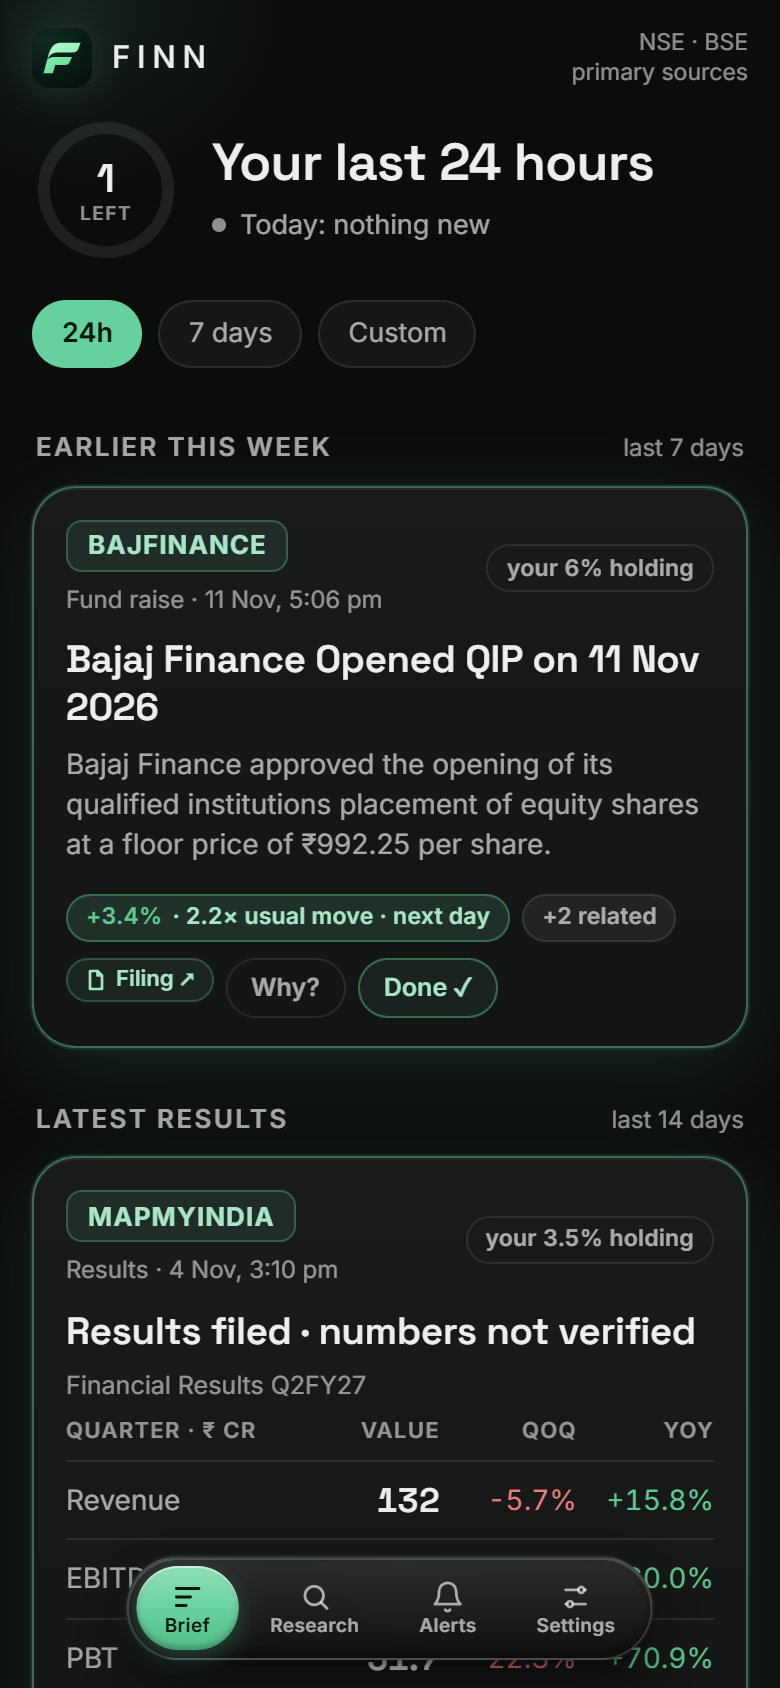 FINN
NSE · BSE
primary sources
1
LEFT
Your last 24 hours
Today: nothing new
24h
7 days
Custom
EARLIER THIS WEEK
last 7 days
BAJFINANCE
your 6% holding
Fund raise · 11 Nov, 5:06 pm
Bajaj Finance Opened QIP on 11 Nov
2026
Bajaj Finance approved the opening of its
qualified institutions placement of equity shares
at a floor price of ₹992.25 per share.
+3.4% · 2.2× usual move · next day
+2 related
Filing ↗
Why?
Done ✓
LATEST RESULTS
last 14 days
MAPMYINDIA
your 3.5% holding
Results · 4 Nov, 3:10 pm
Results filed · numbers not verified
Financial Results Q2FY27
QUARTER · ₹ CR VALUE QOQ YOY
Revenue 132 -5.7% +15.8%
Brief
Research
Alerts
Settings
PBT +70.9%